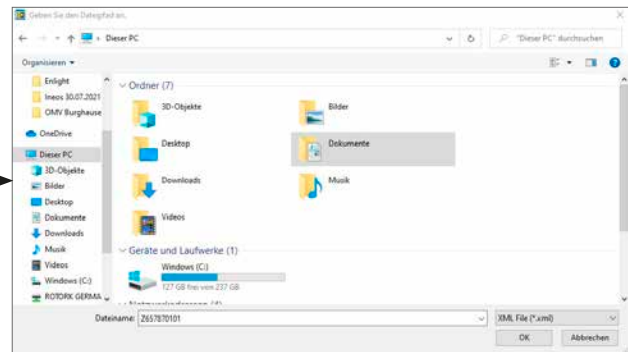 Geben Sie den Dateipfad an.
Dieser PC
"Dieser PC" durchsuchen
Organisieren
Enlight
Ineos 30.07.2021
OMV Burghause
OneDrive
Dieser PC
3D-Objekte
Bilder
Desktop
Dokumente
Downloads
Musik
Videos
Windows (C:)
ROTORK GERMA
Ordner (7)
3D-Objekte
Bilder
Desktop
Dokumente
Downloads
Musik
Videos
Geräte und Laufwerke (1)
Windows (C:)
127 GB frei von 237 GB
Dateiname:
Z657870101
XML File (*.xml)
OK
Abbrechen